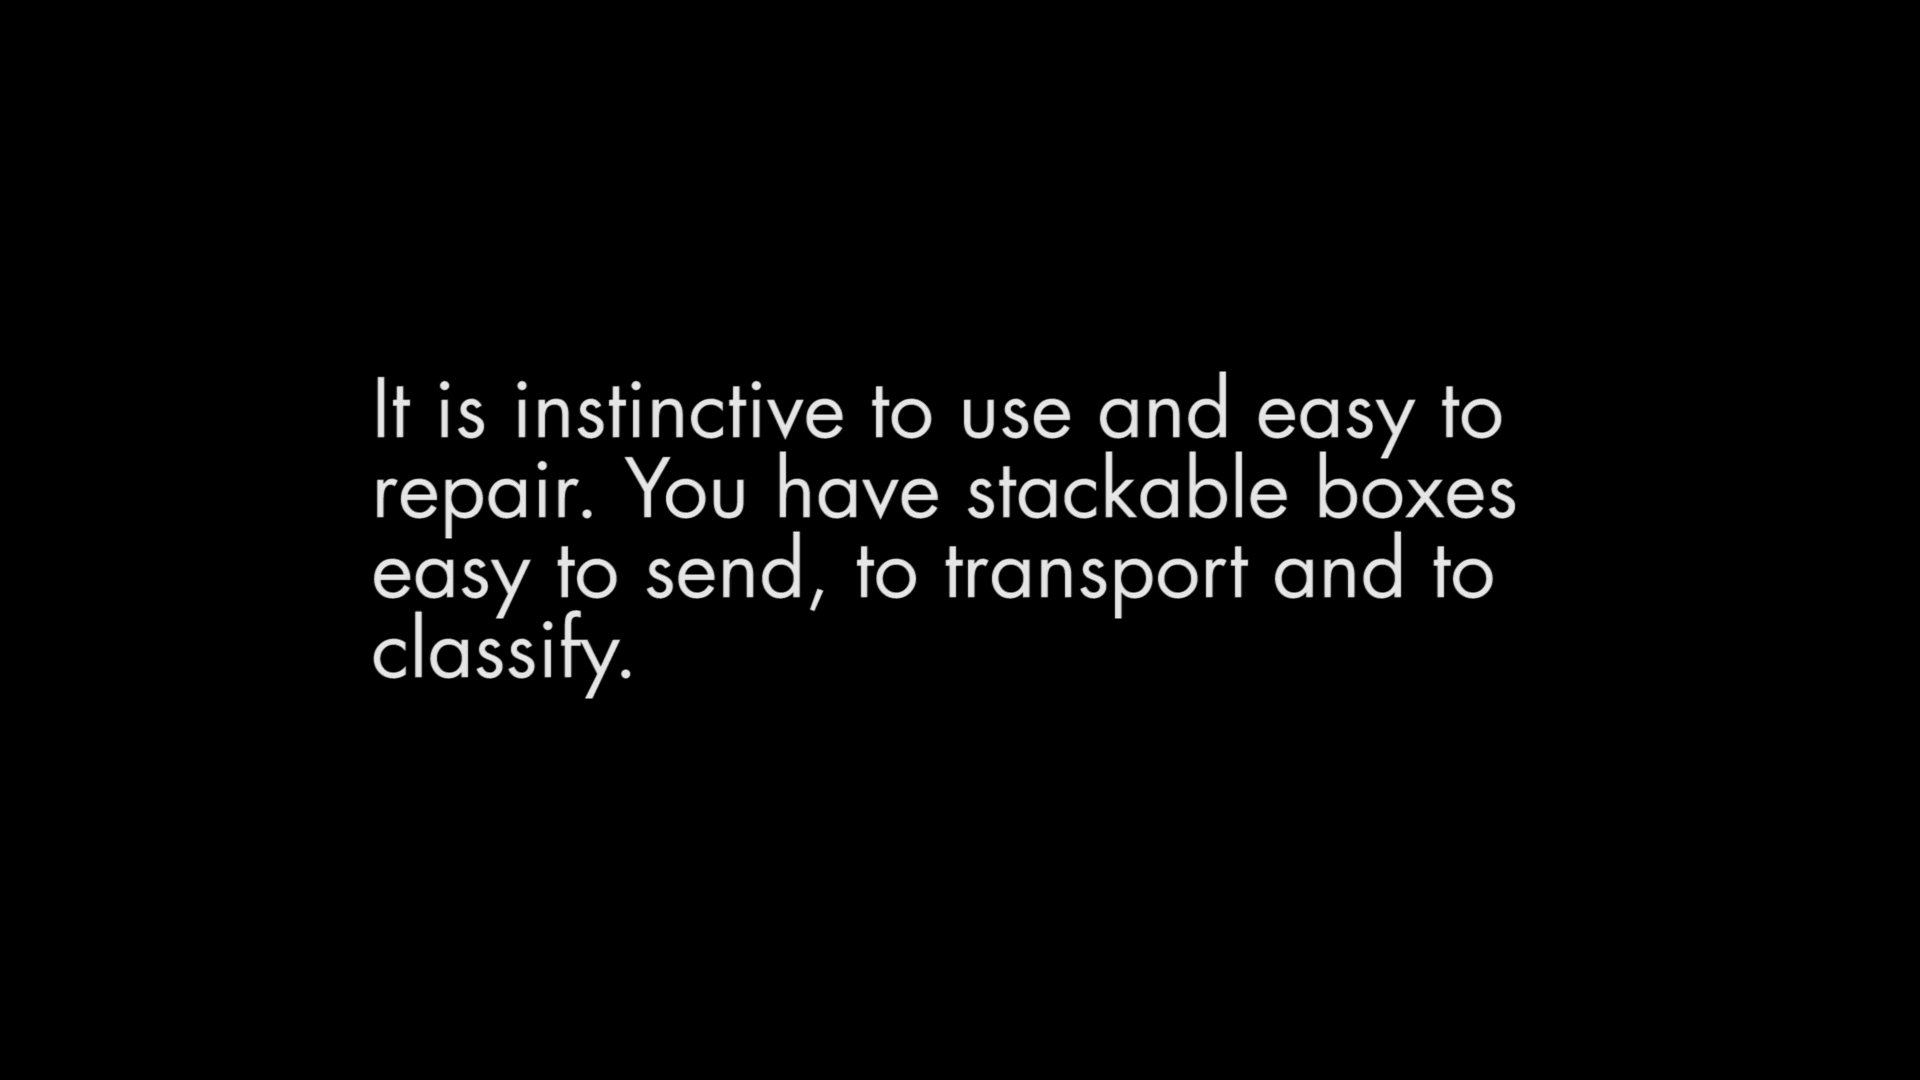 It is instinctive to use and easy to
repair. You have stackable boxes
easy to send, to transport and to
classify.